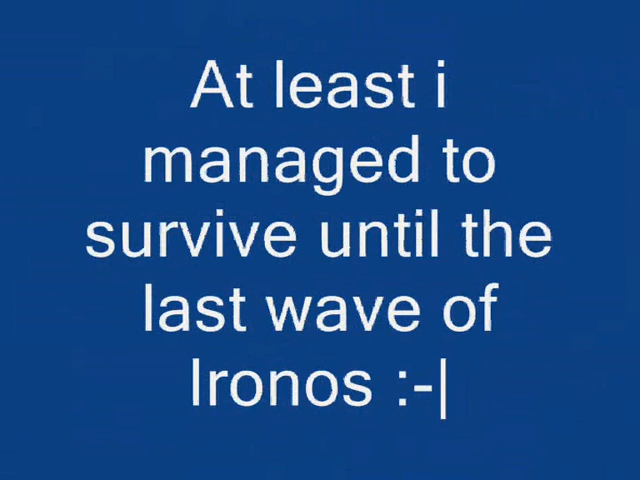 At least i
managed to
survive until the
last wave of
Ironos :-|